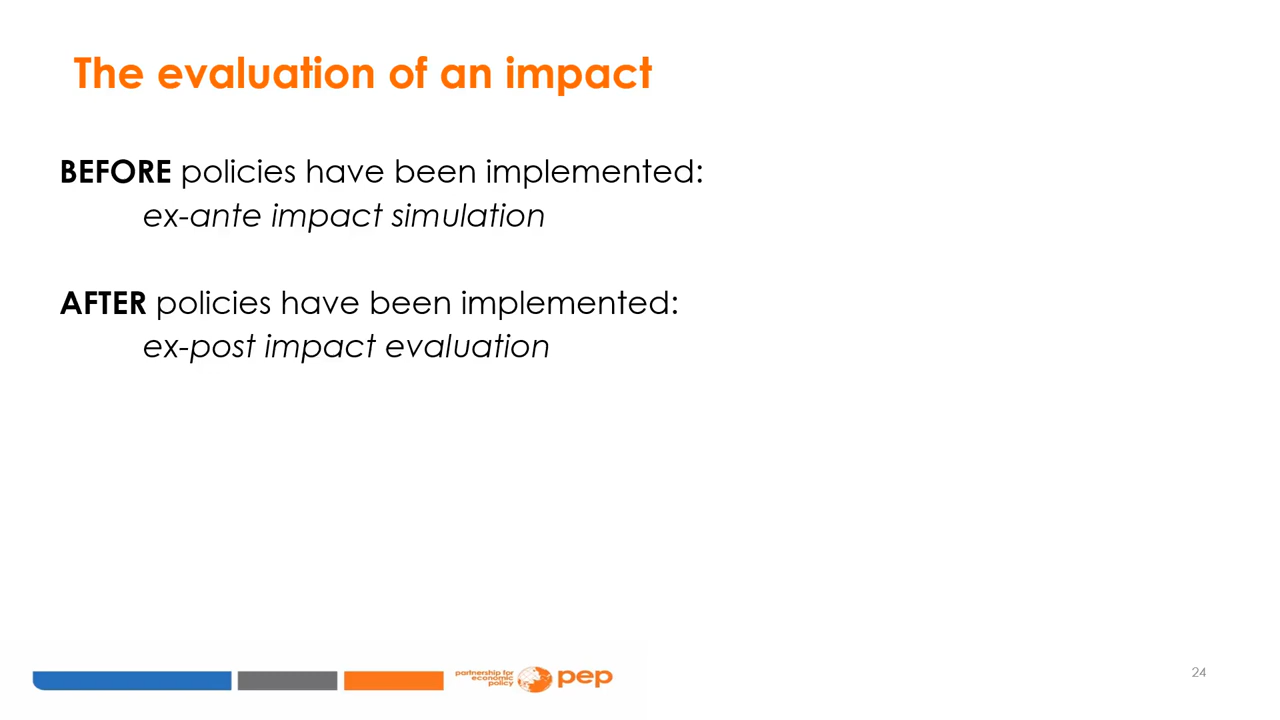 The evaluation of an impact
BEFORE policies have been implemented:
ex-ante impact simulation
AFTER policies have been implemented:
ex-post impact evaluation
partnership for
economic
policy
pep
24